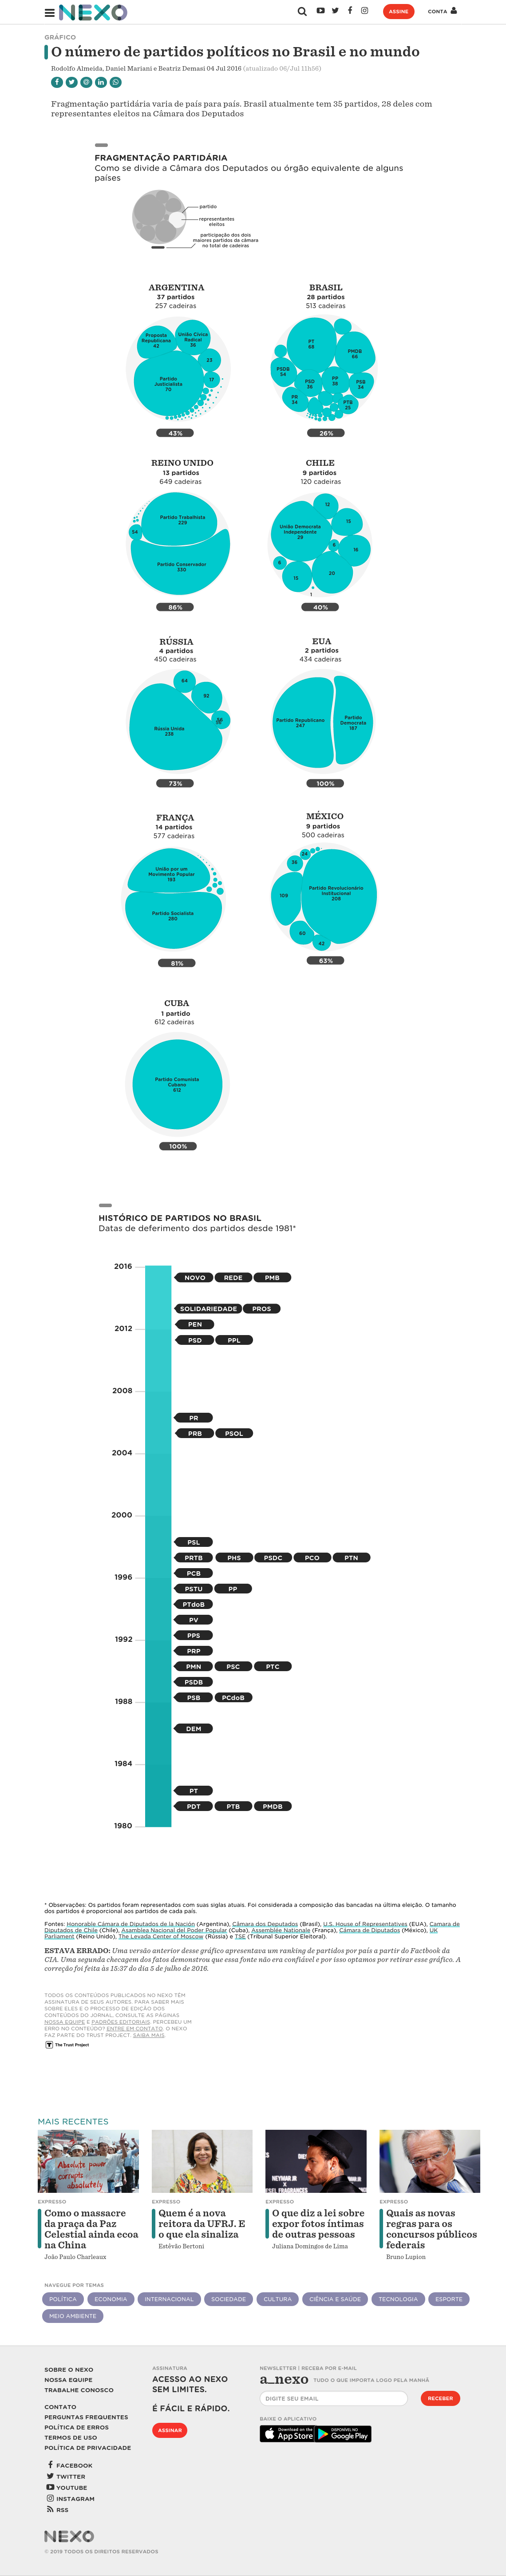 NEXO
ASSINE
CONTA
GRÁFICO
O número de partidos políticos no Brasil e no mundo
Rodolfo Almeida, Daniel Mariani e Beatriz Demasi 04 Jul 2016 (atualizado 06/Jul 11h56)
Fragmentação partidária varia de país para país. Brasil atualmente tem 35 partidos, 28 deles com
representantes eleitos na Câmara dos Deputados
FRAGMENTAÇÃO PARTIDÁRIA
Como se divide a Câmara dos Deputados ou órgão equivalente de alguns
países
partido
representantes
eleitos
participação dos dois
maiores partidos da câmara
no total de cadeiras
ARGENTINA
37 partidos
257 cadeiras
Proposta
Republicana
42
União Cívica
Radical
38
23
17
Partido
Justicialista
70
43%
BRASIL
28 partidos
513 cadeiras
PT
68
PMDB
66
PSDB
54
PSD
36
PP
38
PSB
34
PR
34
PTB
25
26%
REINO UNIDO
13 partidos
649 cadeiras
Partido Trabalhista
229
54
Partido Conservador
330
86%
CHILE
9 partidos
120 cadeiras
12
União Democrata
Independente
29
15
6
16
6
15
20
1
40%
RÚSSIA
4 partidos
450 cadeiras
64
92
Rússia Unida
238
73%
EUA
2 partidos
434 cadeiras
Partido Republicano
247
Partido
Democrata
187
100%
FRANÇA
14 partidos
577 cadeiras
União por um
Movimento Popular
183
Partido Socialista
280
81%
MÉXICO
9 partidos
500 cadeiras
24
36
Partido Revolucionário
Institucional
208
109
60
42
63%
CUBA
1 partido
612 cadeiras
Partido Comunista
Cubano
612
100%
HISTÓRICO DE PARTIDOS NO BRASIL
Datas de deferimento dos partidos desde 1981*
2016
NOVO REDE PMB
SOLIDARIEDADE PROS
PEN
2012
PSD PPL
2008
PR
PRB PSOL
2004
2000
PSL
PRTB PHS PSDC PCO PTN
PCB
1996
PSTU PP
PTdoB
PV
PPS
1992
PRP
PMN PSC PTC
PSDB
PSB PCdoB
1988
DEM
1984
PT
PDT PTB PMDB
1980
* Observações: Os partidos foram representados com suas siglas atuais. Foi considerada a composição das bancadas na última eleição. O tamanho
dos partidos é proporcional aos partidos de cada país.
Fontes: Honorable Cámara de Diputados de la Nación (Argentina), Câmara dos Deputados (Brasil), U.S. House of Representatives (EUA), Camara de
Diputados de Chile (Chile), Asamblea Nacional del Poder Popular (Cuba), Assemblée Nationale (França), Cámara de Diputados (México), UK
Parliament (Reino Unido), The Levada Center of Moscow (Rússia) e TSE (Tribunal Superior Eleitoral).
ESTAVA ERRADO: Uma versão anterior desse gráfico apresentava um ranking de partidos por país a partir do Factbook da
CIA. Uma segunda checagem dos fatos demonstrou que essa fonte não era confiável e por isso optamos por retirar esse gráfico. A
correção foi feita às 15:37 do dia 5 de julho de 2016.
TODOS OS CONTEÚDOS PUBLICADOS NO NEXO TÊM
ASSINATURA DE SEUS AUTORES. PARA SABER MAIS
SOBRE ELES E O PROCESSO DE EDIÇÃO DOS
CONTEÚDOS DO JORNAL, CONSULTE AS PÁGINAS
NOSSA EQUIPE E PADRÕES EDITORIAIS. PERCEBEU UM
ERRO NO CONTEÚDO? ENTRE EM CONTATO. O NEXO
FAZ PARTE DO TRUST PROJECT. SAIBA MAIS.
The Trust Project
MAIS RECENTES
Absolute power
corrupts
absolutely
NEYMAR JR
DIESEL FRAGRANCES
EXPRESSO
Como o massacre
da praça da Paz
Celestial ainda ecoa
na China
João Paulo Charleaux
EXPRESSO
Quem é a nova
reitora da UFRJ. E
o que ela sinaliza
Estêvão Bertoni
EXPRESSO
O que diz a lei sobre
expor fotos íntimas
de outras pessoas
Juliana Domingos de Lima
EXPRESSO
Quais as novas
regras para os
concursos públicos
federais
Bruno Lupion
NAVEGUE POR TEMAS
POLÍTICA ECONOMIA INTERNACIONAL SOCIEDADE CULTURA CIÊNCIA E SAÚDE TECNOLOGIA ESPORTE
MEIO AMBIENTE
SOBRE O NEXO
NOSSA EQUIPE
TRABALHE CONOSCO
CONTATO
PERGUNTAS FREQUENTES
POLÍTICA DE ERROS
TERMOS DE USO
POLÍTICA DE PRIVACIDADE
FACEBOOK
TWITTER
YOUTUBE
INSTAGRAM
RSS
ASSINATURA
ACESSO AO NEXO
SEM LIMITES.
É FÁCIL E RÁPIDO.
ASSINAR
NEWSLETTER | RECEBA POR E-MAIL
a_nexo TUDO O QUE IMPORTA LOGO PELA MANHÃ
DIGITE SEU EMAIL
RECEBER
BAIXE O APLICATIVO
Download on the
App Store
DISPONÍVEL NO
Google Play
NEXO
© 2019 TODOS OS DIREITOS RESERVADOS